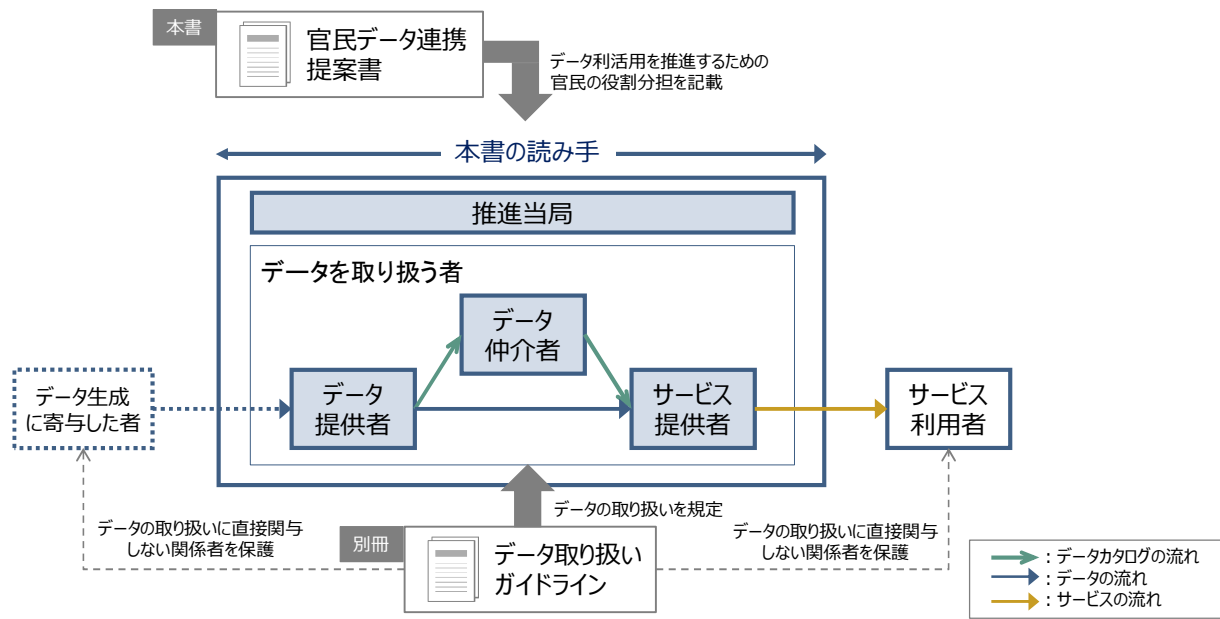 本書
官民データ連携
提案書
データ利活用を推進するための
官民の役割分担を記載
本書の読み手
推進当局
データを取り扱う者
データ
仲介者
データ
提供者
サービス
提供者
データ生成
に寄与した者
サービス
利用者
データの取り扱いを規定
データの取り扱いに直接関与
しない関係者を保護
データの取り扱いに直接関与
しない関係者を保護
別冊
データ取り扱い
ガイドライン
：データカタログの流れ
：データの流れ
：サービスの流れ